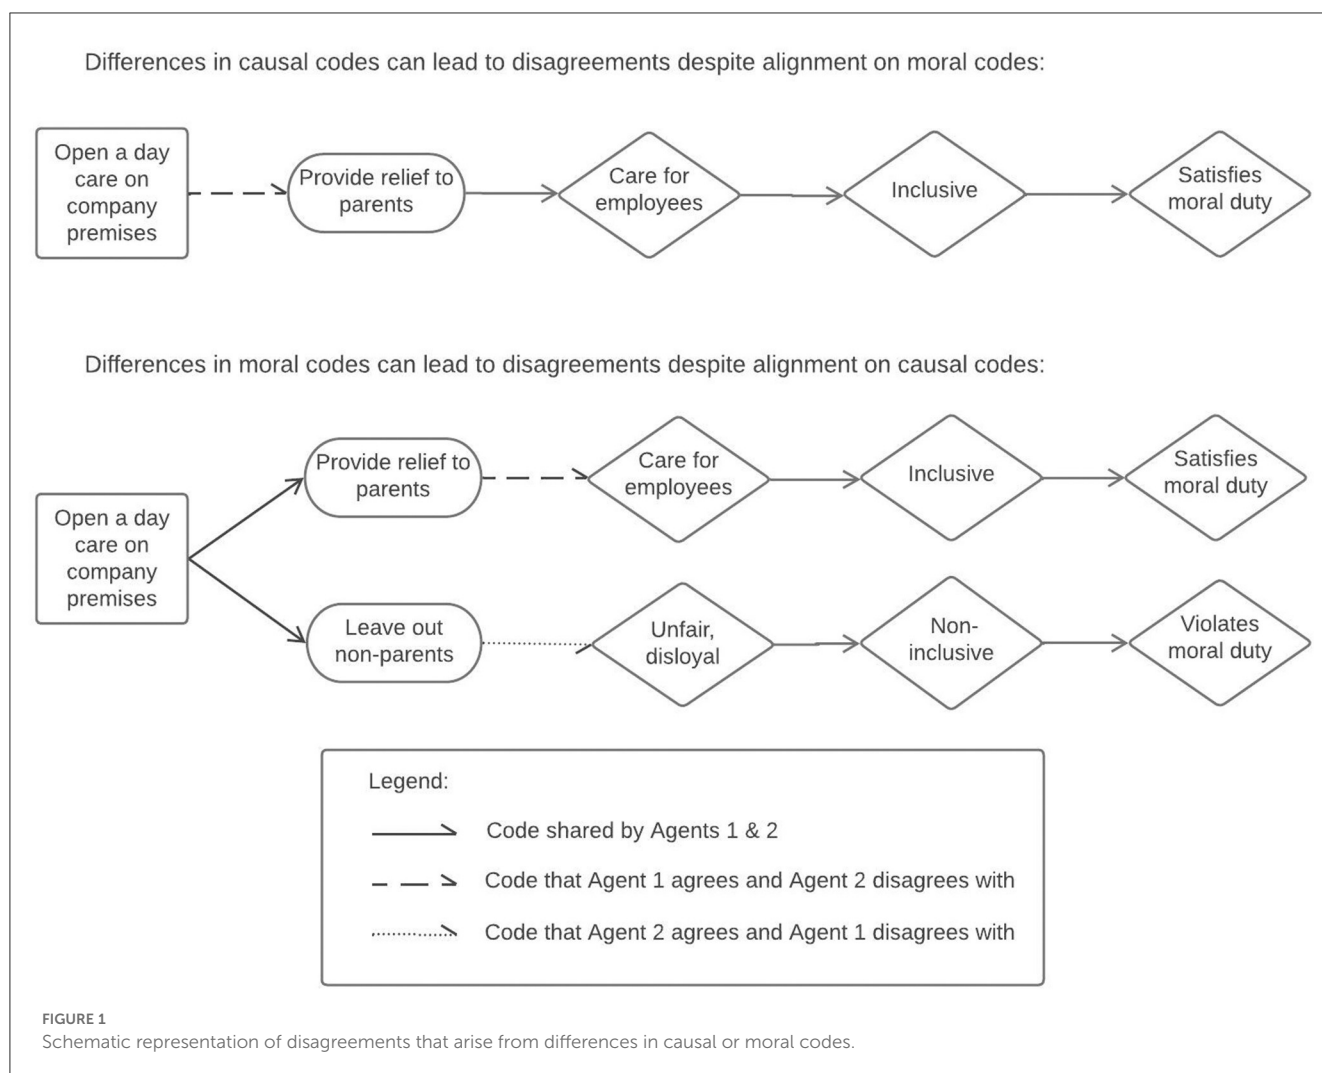 Differences in causal codes can lead to disagreements despite alignment on moral codes:
Open a day
care on
company
premises
Provide relief to
parents
Care for
employees
Inclusive
Satisfies
moral duty
Differences in moral codes can lead to disagreements despite alignment on causal codes:
Open a day
care on
company
premises
Provide relief to
parents
Care for
employees
Inclusive
Satisfies
moral duty
Leave out
non-parents
Unfair,
disloyal
Non-
inclusive
Violates
moral duty
Legend:
Code shared by Agents 1 & 2
Code that Agent 1 agrees and Agent 2 disagrees with
Code that Agent 2 agrees and Agent 1 disagrees with
FIGURE 1
Schematic representation of disagreements that arise from differences in causal or moral codes.